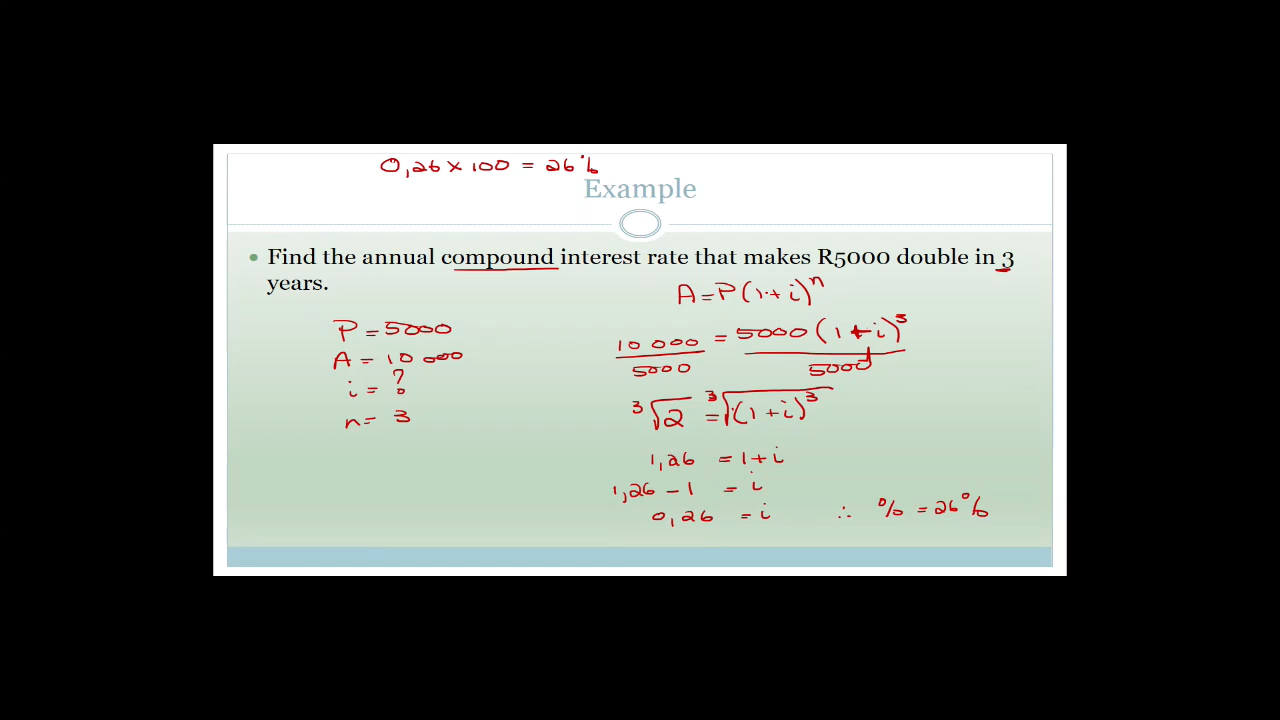 0,26 × 100 = 26%
Example
• Find the annual compound interest rate that makes R5000 double in 3
years.
A = P(1 + i)^n
P = 5000
A = 10 000
i = ?
n = 3
10 000 = 5000 (1 + i)^3
5000 5000
³√2 = ³√(1 + i)^3
1,26 = 1 + i
1,26 - 1 = i
0,26 = i ∴ % = 26%